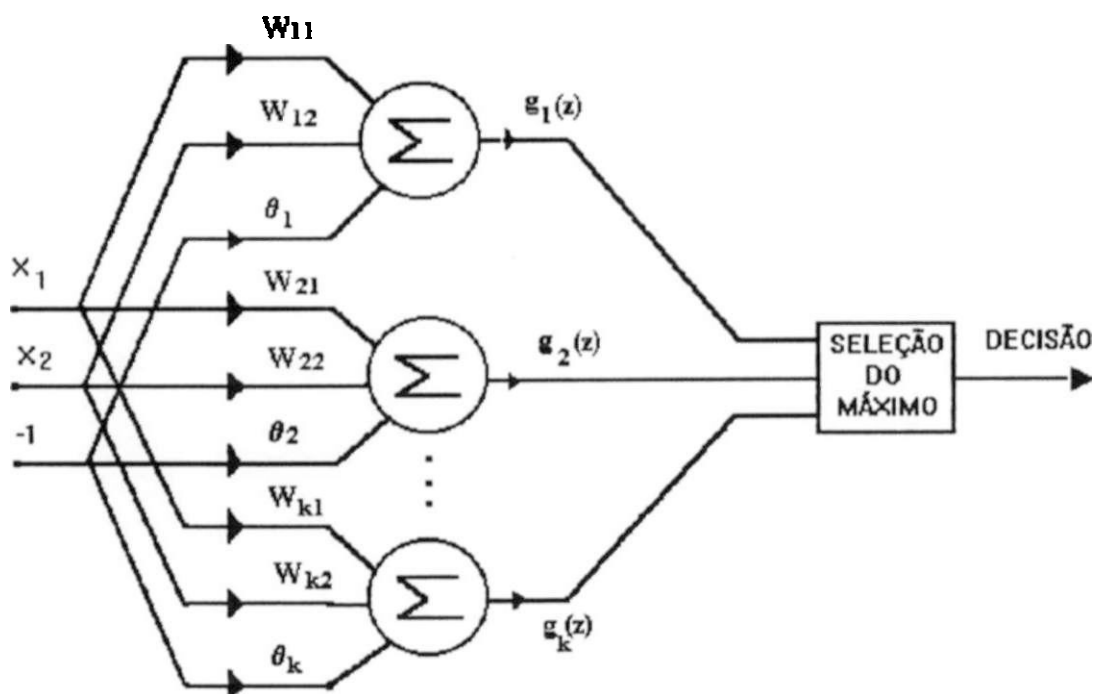 W11
W12
θ1
g1(z)
X1
W21
X2
W22
g2(z)
-1
θ2
Wk1
Wk2
θk
gk(z)
Σ
Σ
Σ
SELEÇÃO
DO
MÁXIMO
DECISÃO